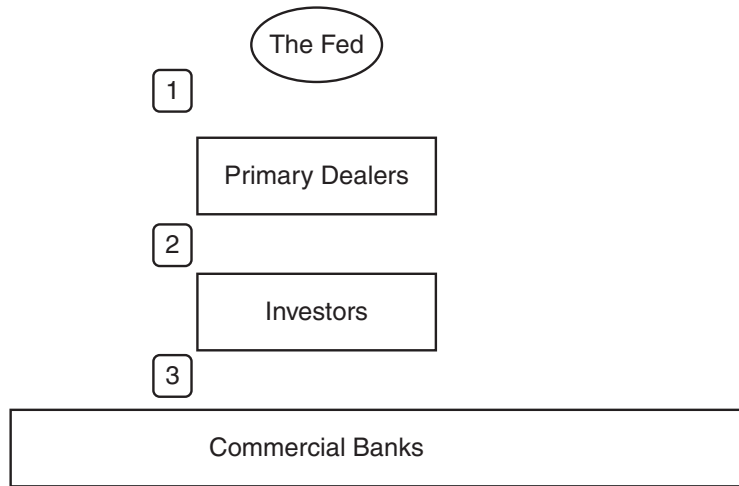 The Fed
1
Primary Dealers
2
Investors
3
Commercial Banks